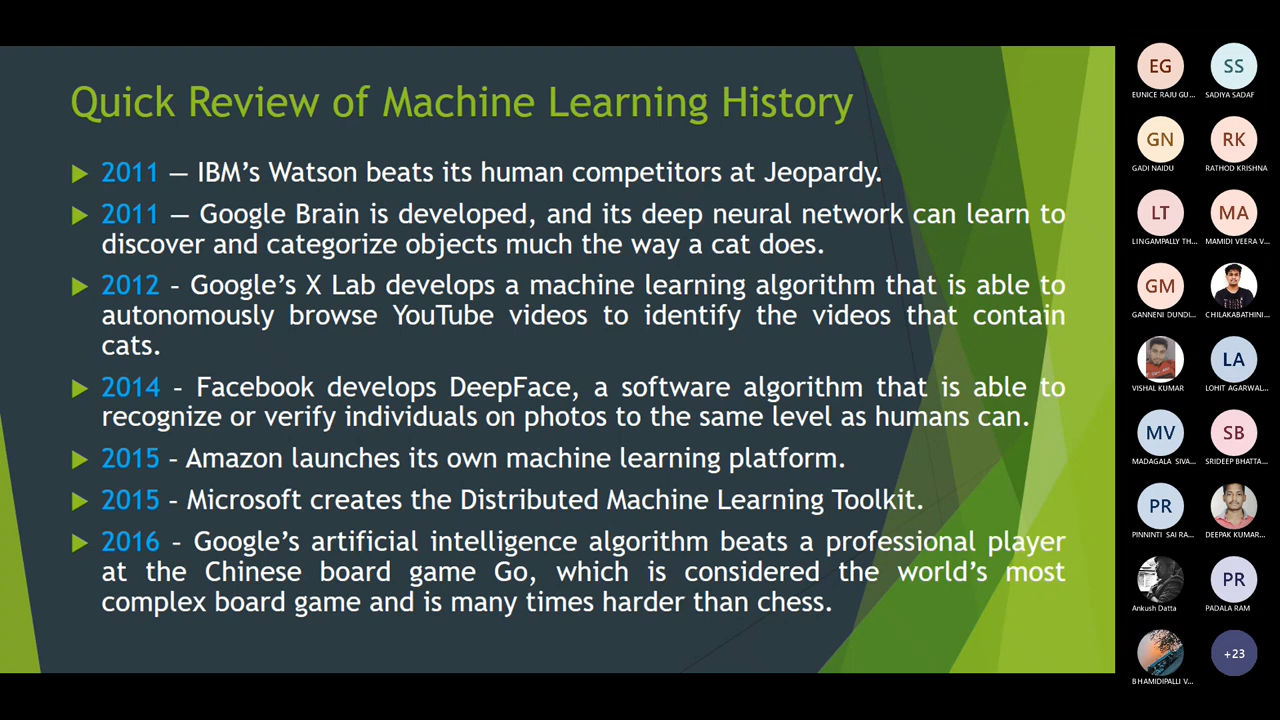 Quick Review of Machine Learning History
▶ 2011 — IBM's Watson beats its human competitors at Jeopardy.
▶ 2011 — Google Brain is developed, and its deep neural network can learn to
discover and categorize objects much the way a cat does.
▶ 2012 – Google's X Lab develops a machine learning algorithm that is able to
autonomously browse YouTube videos to identify the videos that contain
cats.
▶ 2014 – Facebook develops DeepFace, a software algorithm that is able to
recognize or verify individuals on photos to the same level as humans can.
▶ 2015 – Amazon launches its own machine learning platform.
▶ 2015 – Microsoft creates the Distributed Machine Learning Toolkit.
▶ 2016 – Google's artificial intelligence algorithm beats a professional player
at the Chinese board game Go, which is considered the world's most
complex board game and is many times harder than chess.
EG SS
EUNICE RAJU GU... SADIYA SADAF
GN RK
GADI NAIDU RATHOD KRISHNA
LT MA
LINGAMPALLY TH... MAMIDI VEERA V...
GM
GANNENI DUNDI... CHILAKABATHINI...
LA
VISHAL KUMAR LOHIT AGARWAL...
MV SB
MADAGALA SIVA... SRIDEEP BHATTA...
PR
PINNINTI SAI RA... DEEPAK KUMAR...
PR
Ankush Datta PADALA RAM
+23
BHAMIDIPALLI V...